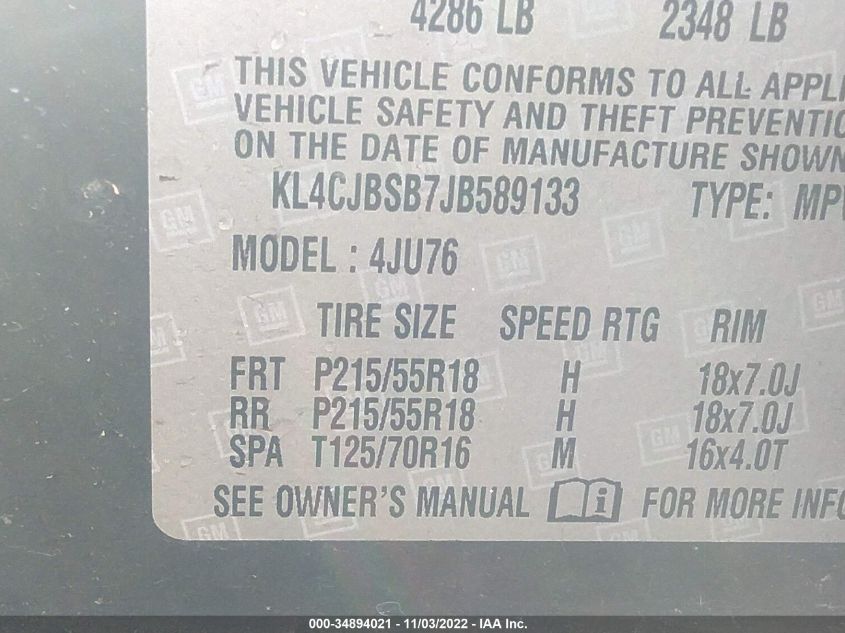 4286 LB 2348 LB
THIS VEHICLE CONFORMS TO ALL APPLI
VEHICLE SAFETY AND THEFT PREVENTIO
ON THE DATE OF MANUFACTURE SHOWN
KL4CJBSB7JB589133 TYPE: MPV
MODEL : 4JU76
TIRE SIZE SPEED RTG RIM
FRT P215/55R18 H 18x7.0J
RR P215/55R18 H 18x7.0J
SPA T125/70R16 M 16x4.0T
SEE OWNER'S MANUAL i FOR MORE INFO
GM
000-34894021 - 11/03/2022 - IAA Inc.